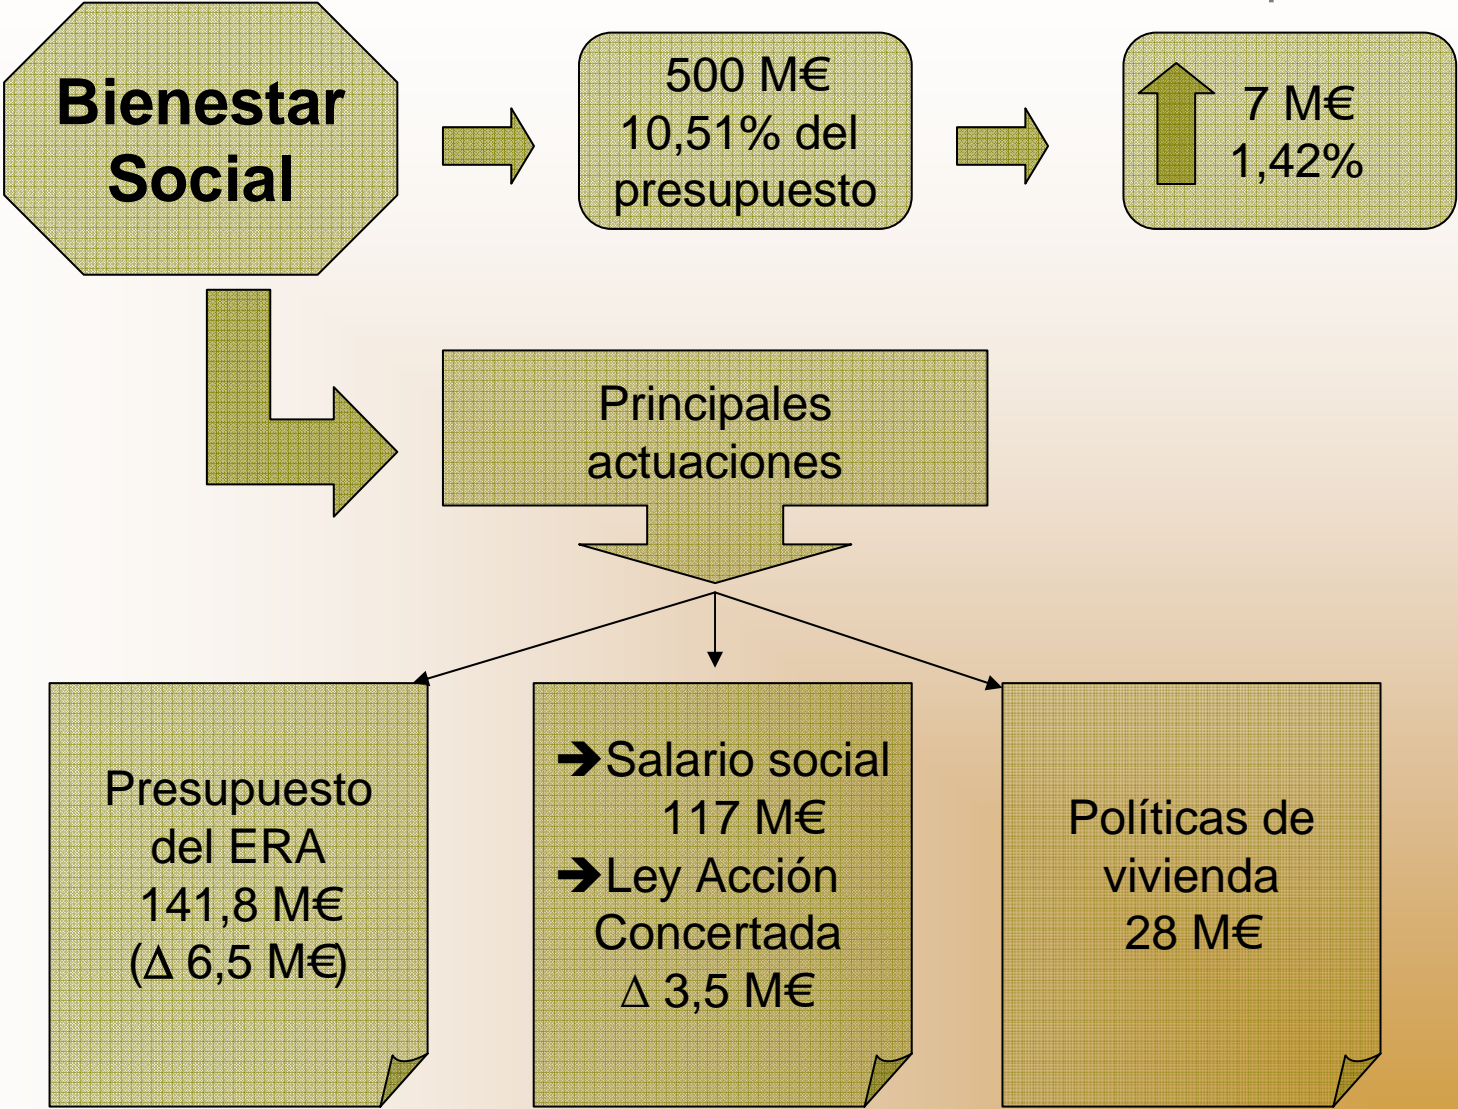 Bienestar
Social
500 M€
10,51% del
presupuesto
7 M€
1,42%
Principales
actuaciones
Presupuesto
del ERA
141,8 M€
(Δ 6,5 M€)
➔Salario social
117 M€
➔Ley Acción
Concertada
Δ 3,5 M€
Políticas de
vivienda
28 M€